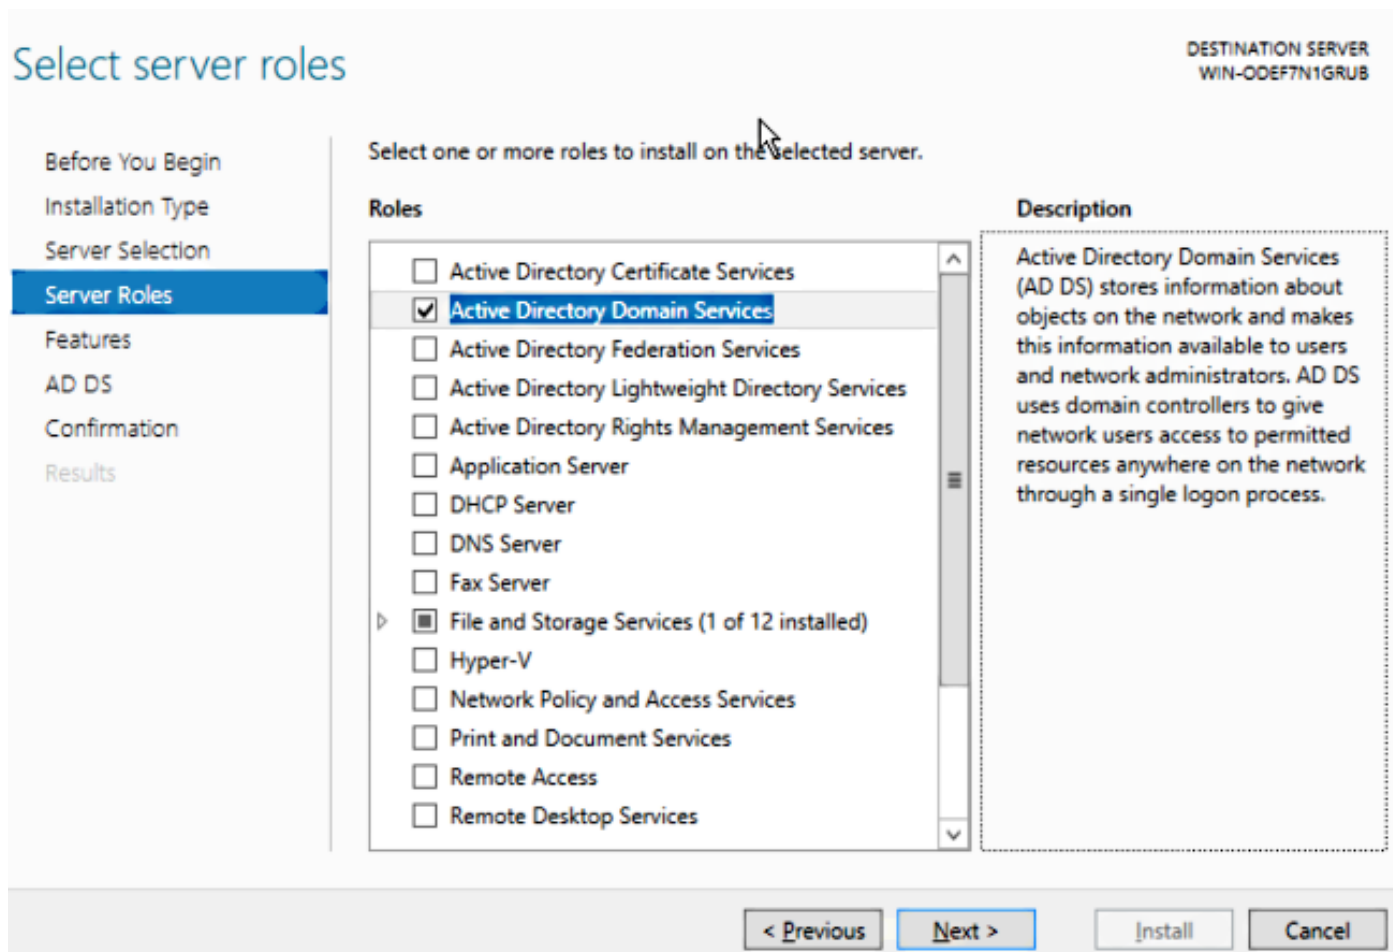 Select server roles
DESTINATION SERVER
WIN-ODEF7N1GRUB
Before You Begin
Installation Type
Server Selection
Server Roles
Features
AD DS
Confirmation
Results
Select one or more roles to install on the selected server.
Roles
Active Directory Certificate Services
Active Directory Domain Services
Active Directory Federation Services
Active Directory Lightweight Directory Services
Active Directory Rights Management Services
Application Server
DHCP Server
DNS Server
Fax Server
File and Storage Services (1 of 12 installed)
Hyper-V
Network Policy and Access Services
Print and Document Services
Remote Access
Remote Desktop Services
Description
Active Directory Domain Services
(AD DS) stores information about
objects on the network and makes
this information available to users
and network administrators. AD DS
uses domain controllers to give
network users access to permitted
resources anywhere on the network
through a single logon process.
< Previous
Next >
Install
Cancel